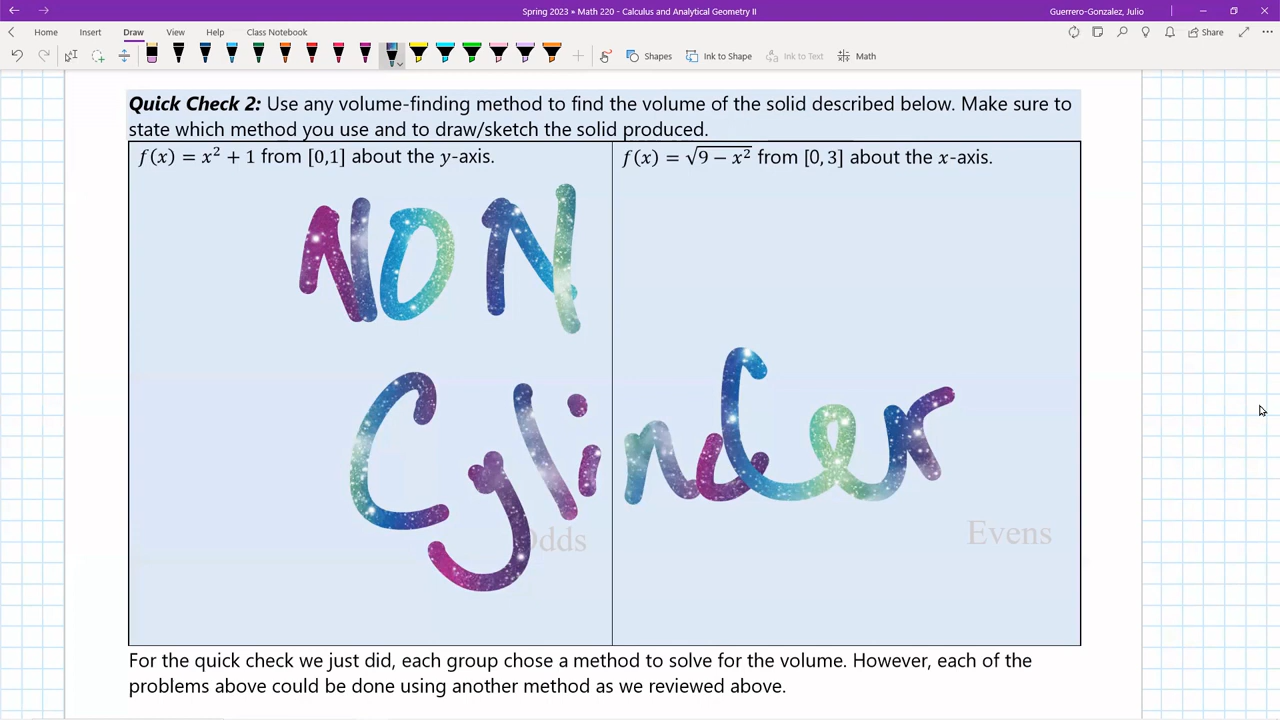 Spring 2023 » Math 220 - Calculus and Analytical Geometry II
Guerrero-Gonzalez, Julio
Home Insert Draw View Help Class Notebook
Share
Shapes Ink to Shape Ink to Text Math
Quick Check 2: Use any volume-finding method to find the volume of the solid described below. Make sure to
state which method you use and to draw/sketch the solid produced.
f(x) = x² + 1 from [0,1] about the y-axis.
f(x) = √(9 − x²) from [0, 3] about the x-axis.
NON
Cylinder
Odds
Evens
For the quick check we just did, each group chose a method to solve for the volume. However, each of the
problems above could be done using another method as we reviewed above.